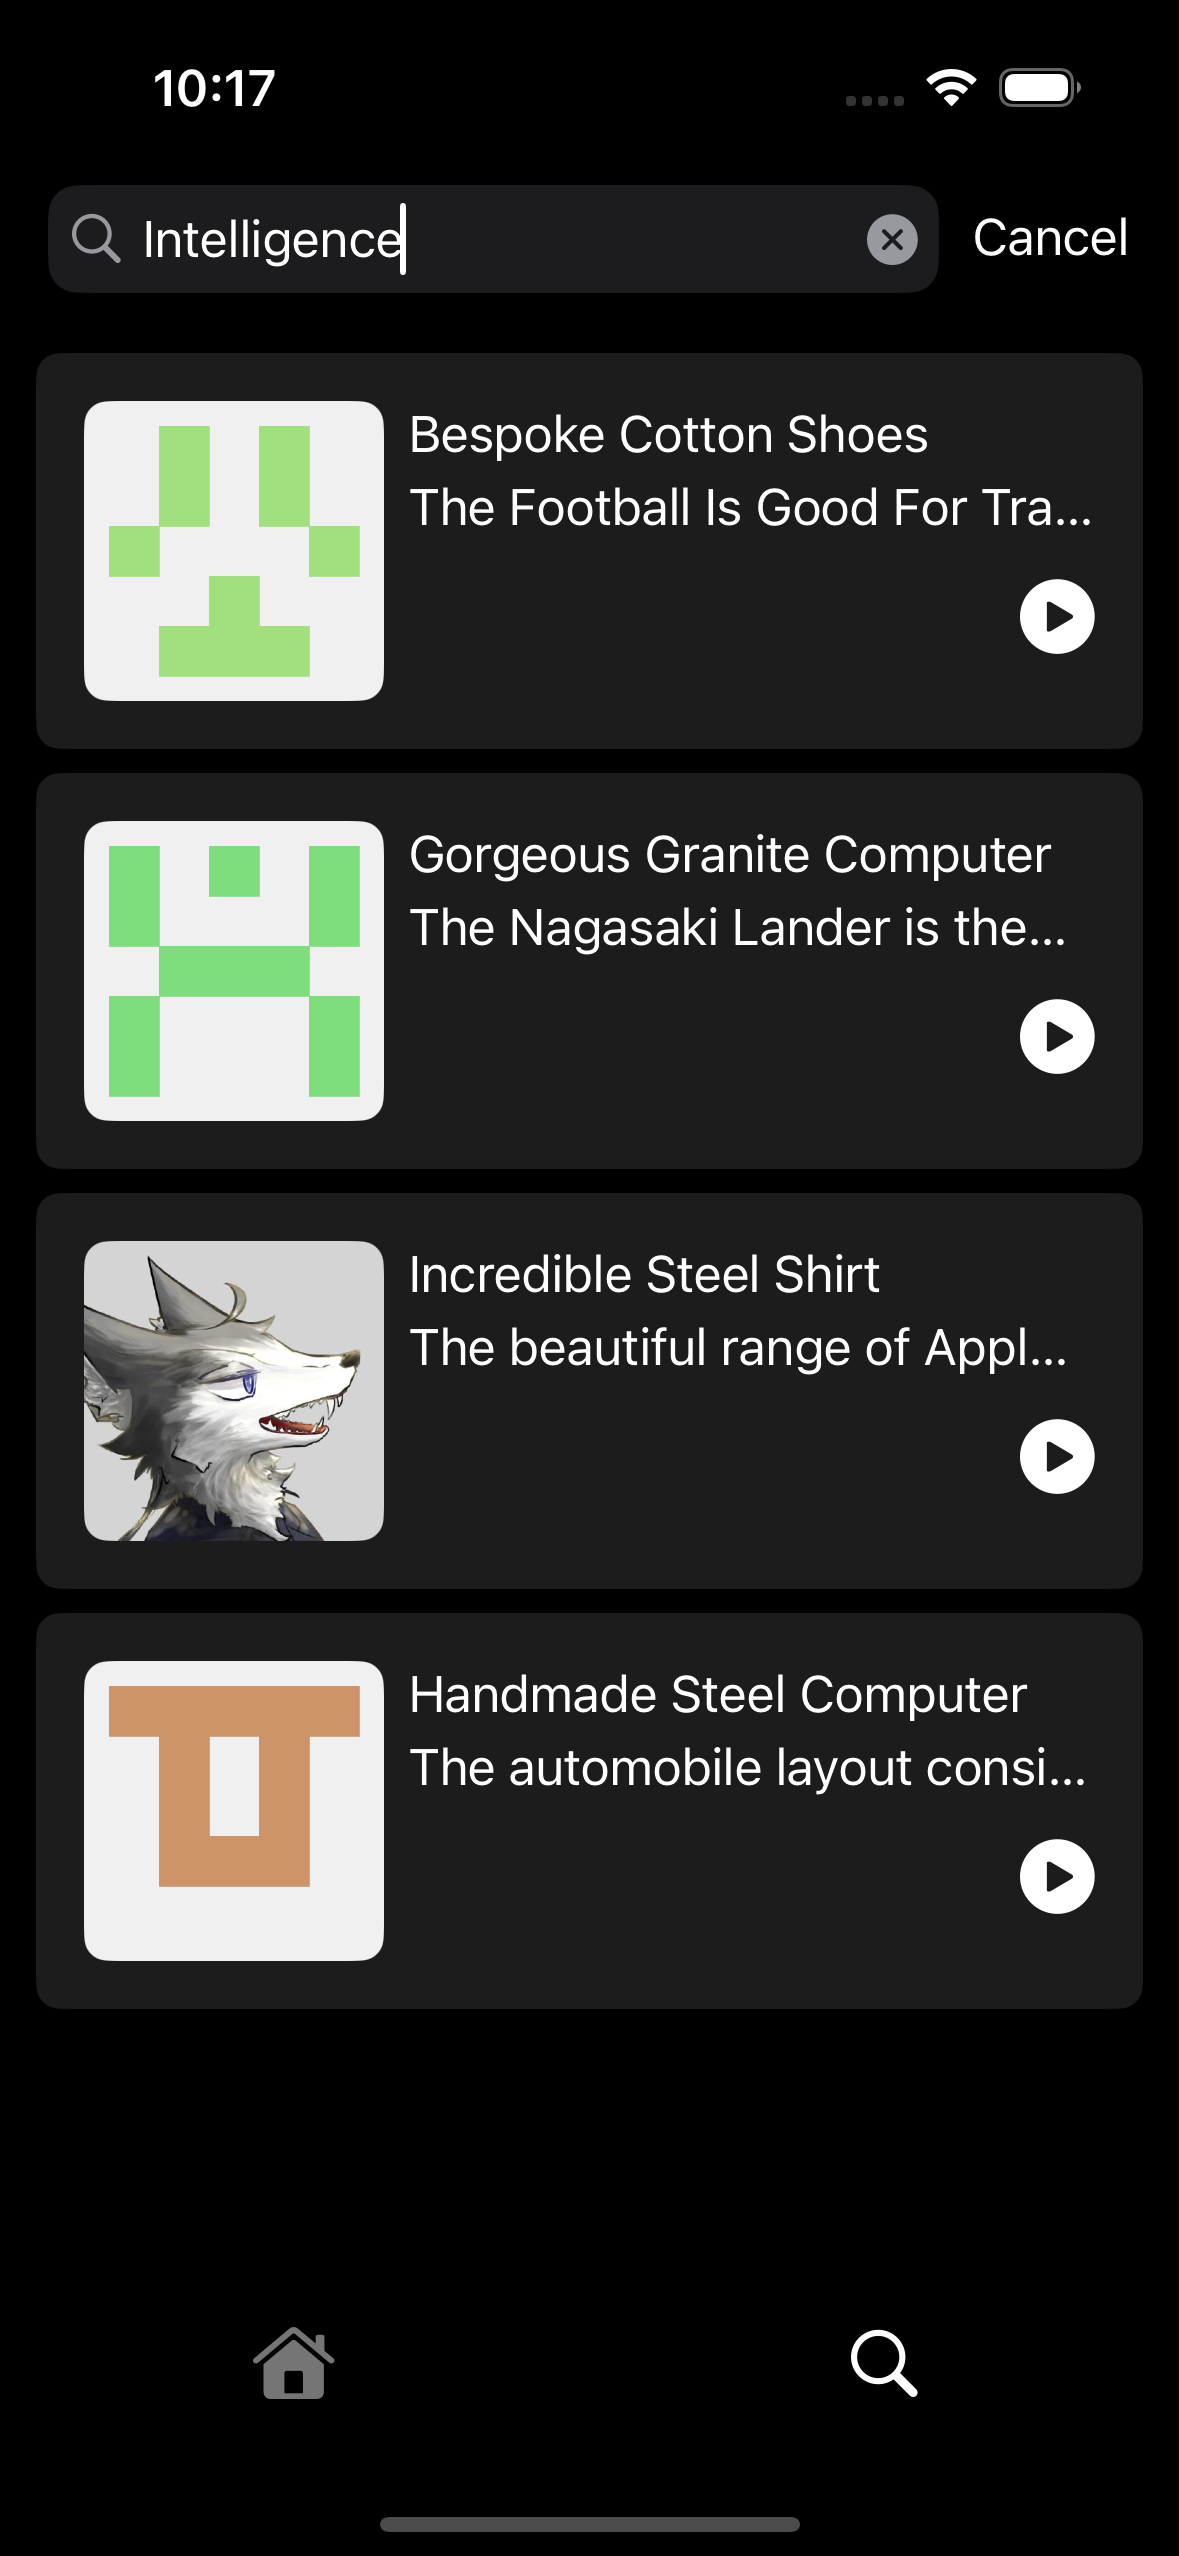 10:17
Intelligence
Cancel
Bespoke Cotton Shoes
The Football Is Good For Tra...
Gorgeous Granite Computer
The Nagasaki Lander is the...
Incredible Steel Shirt
The beautiful range of Appl...
Handmade Steel Computer
The automobile layout consi...